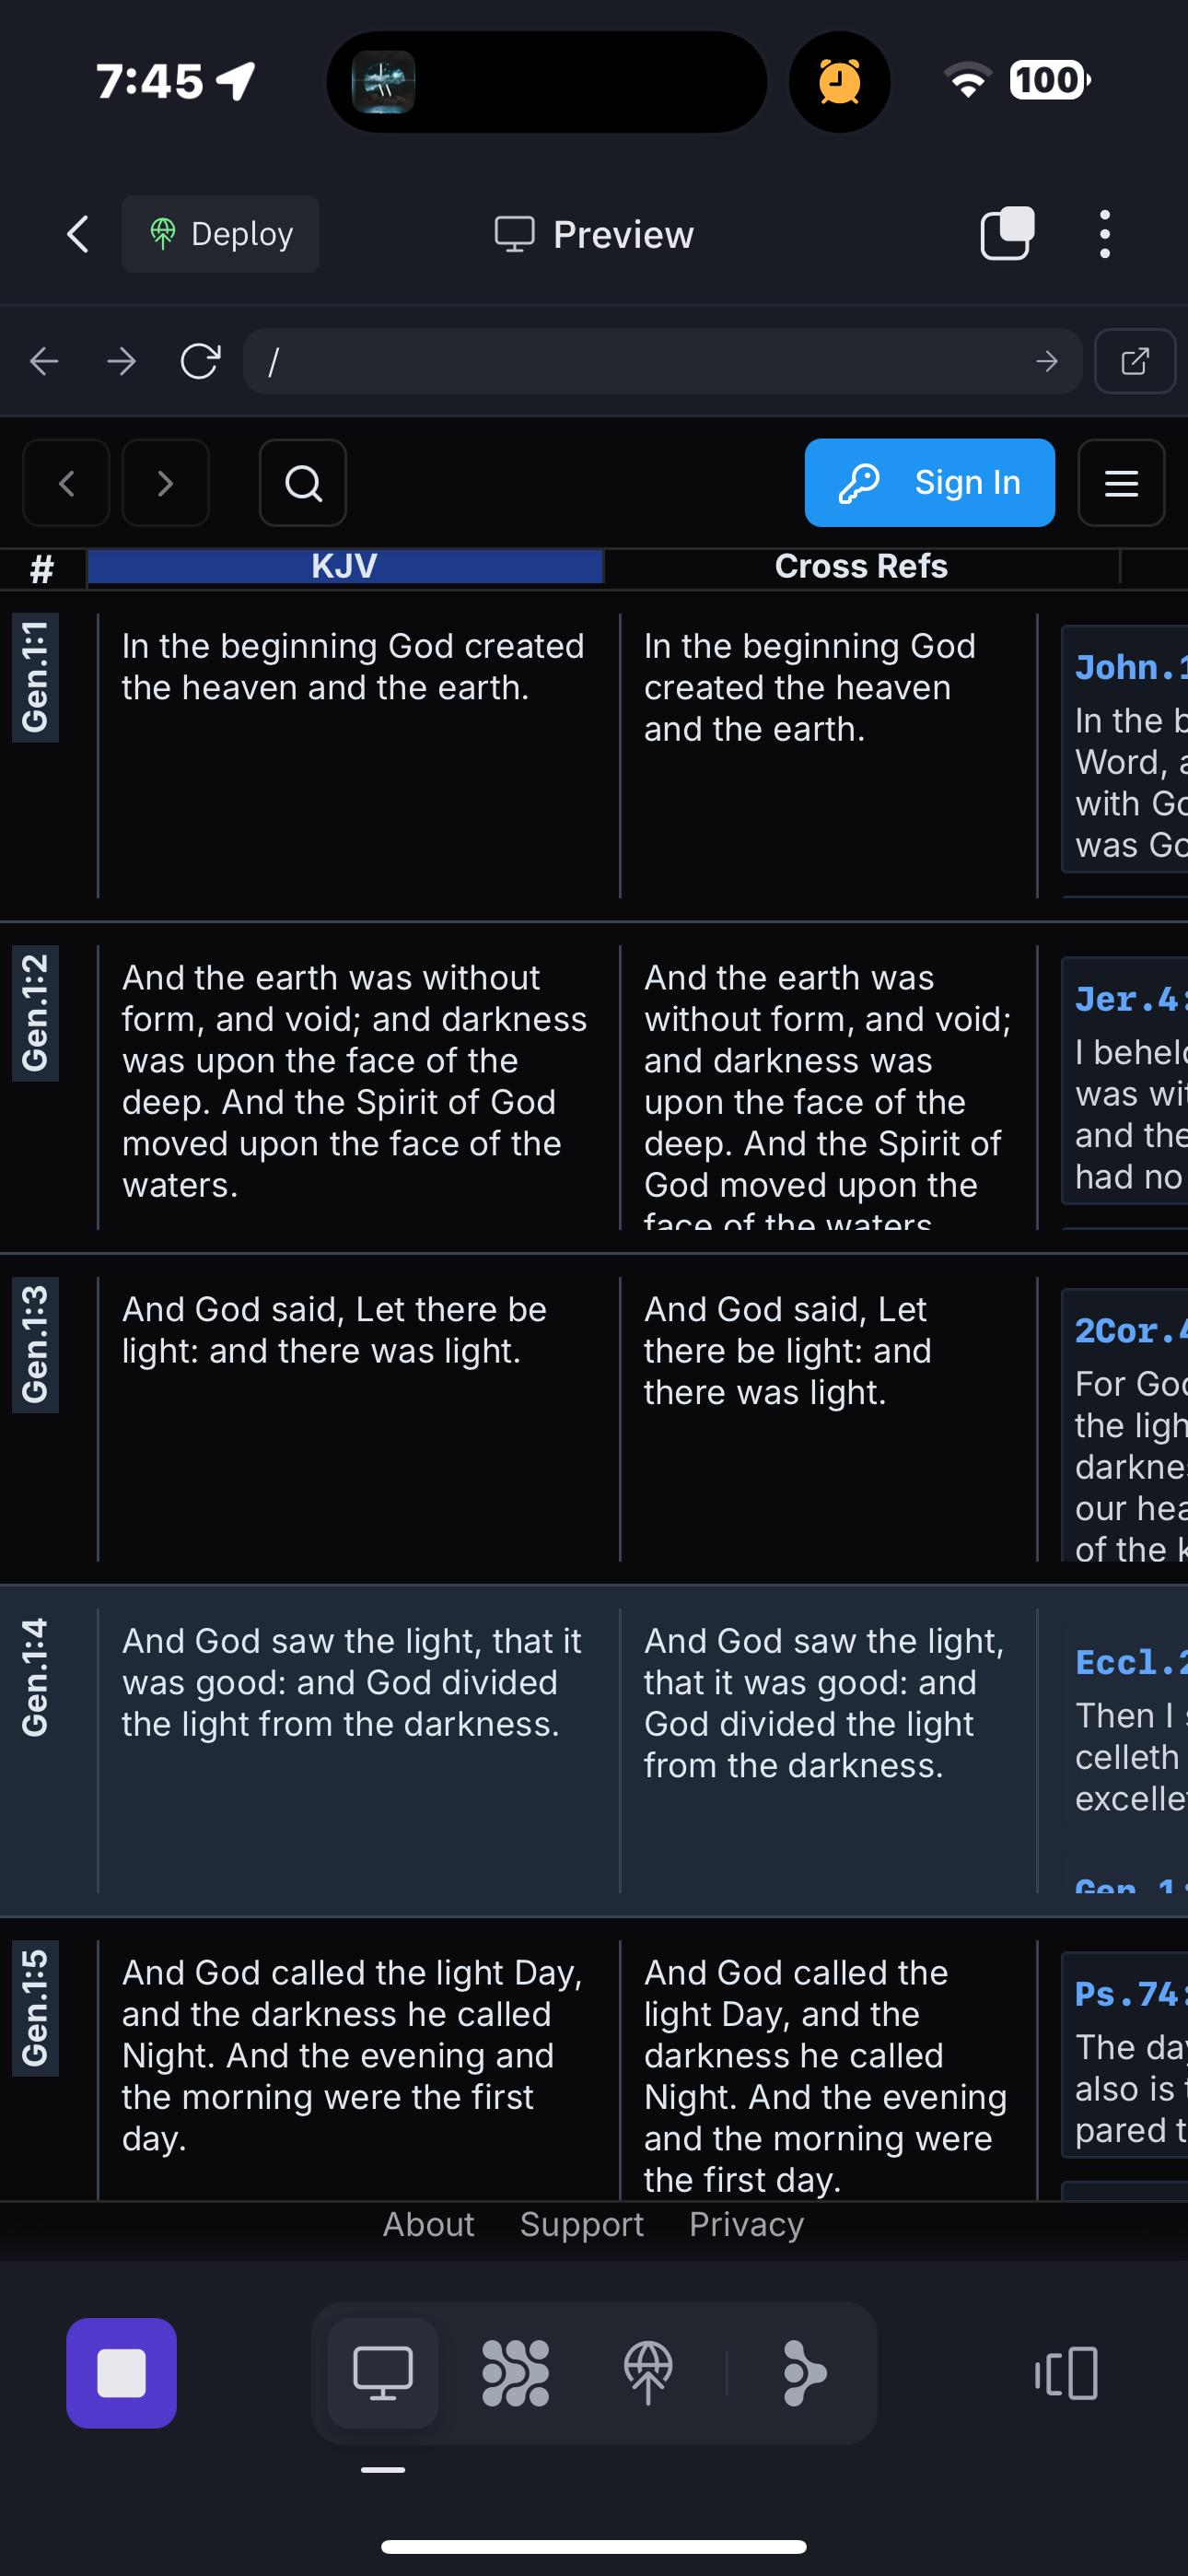 7:45
100
Deploy
Preview
/
Sign In
#
KJV
Cross Refs
Gen.1:1
In the beginning God created
the heaven and the earth.
In the beginning God
created the heaven
and the earth.
John.1
In the b
Word, a
with Go
was Go
Gen.1:2
And the earth was without
form, and void; and darkness
was upon the face of the
deep. And the Spirit of God
moved upon the face of the
waters.
And the earth was
without form, and void;
and darkness was
upon the face of the
deep. And the Spirit of
God moved upon the
face of the waters.
Jer.4:
I behel
was wit
and the
had no
Gen.1:3
And God said, Let there be
light: and there was light.
And God said, Let
there be light: and
there was light.
2Cor.4
For God
the ligh
darknes
our hea
of the k
Gen.1:4
And God saw the light, that it
was good: and God divided
the light from the darkness.
And God saw the light,
that it was good: and
God divided the light
from the darkness.
Eccl.2
Then I s
celleth
excelle
Gen.1:
Gen.1:5
And God called the light Day,
and the darkness he called
Night. And the evening and
the morning were the first
day.
And God called the
light Day, and the
darkness he called
Night. And the evening
and the morning were
the first day.
Ps.74:
The day
also is t
pared t
About
Support
Privacy